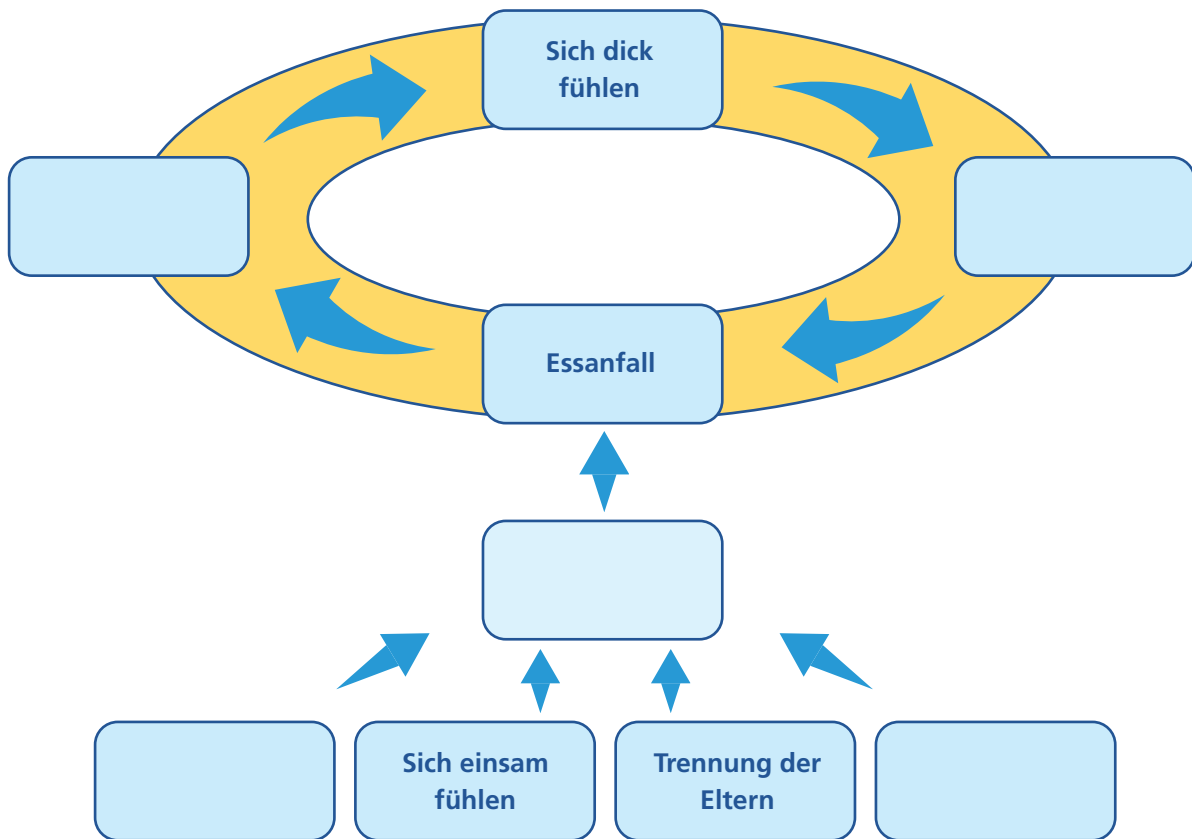 Sich dick
fühlen
Essanfall
Sich einsam
fühlen
Trennung der
Eltern